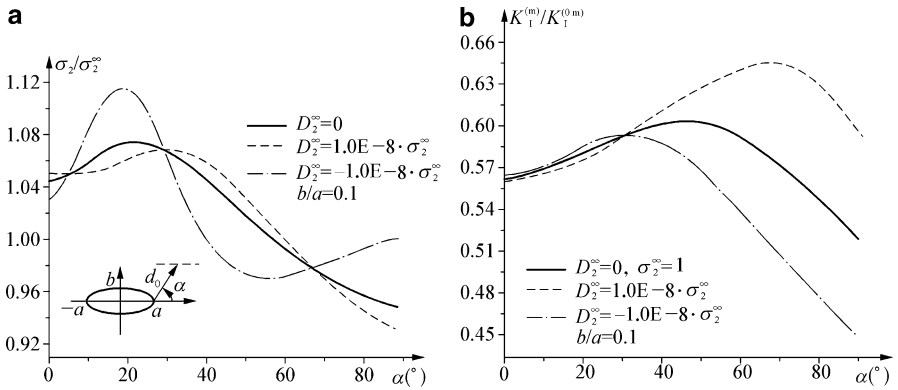 a
σ₂/σ₂^∞
1.12
1.08
1.04
1.00
0.96
0.92
D₂^∞=0
D₂^∞=1.0E−8·σ₂^∞
D₂^∞=−1.0E−8·σ₂^∞
b/a=0.1
b
d₀
α
−a
a
0
20
40
60
80
α(°)
b
K_I^(m)/K_I^(0 m)
0.66
0.63
0.60
0.57
0.54
0.51
0.48
0.45
D₂^∞=0, σ₂^∞=1
D₂^∞=1.0E−8·σ₂^∞
D₂^∞=−1.0E−8·σ₂^∞
b/a=0.1
0
20
40
60
80
α(°)